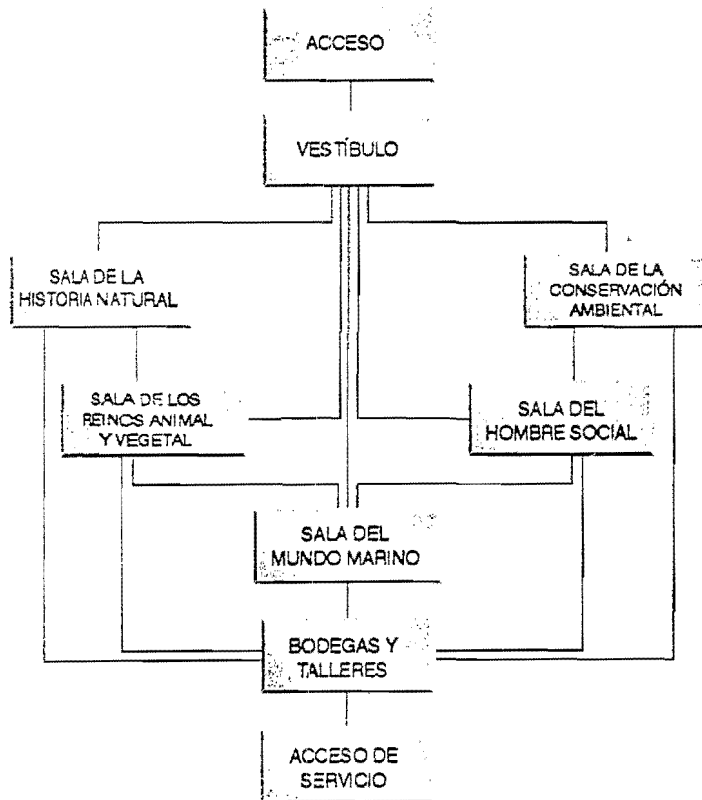 ACCESO
VESTÍBULO
SALA DE LA
HISTORIA NATURAL
SALA DE LA
CONSERVACIÓN
AMBIENTAL
SALA DE LOS
REINOS ANIMAL
Y VEGETAL
SALA DEL
HOMBRE SOCIAL
SALA DEL
MUNDO MARINO
BODEGAS Y
TALLERES
ACCESO DE
SERVICIO